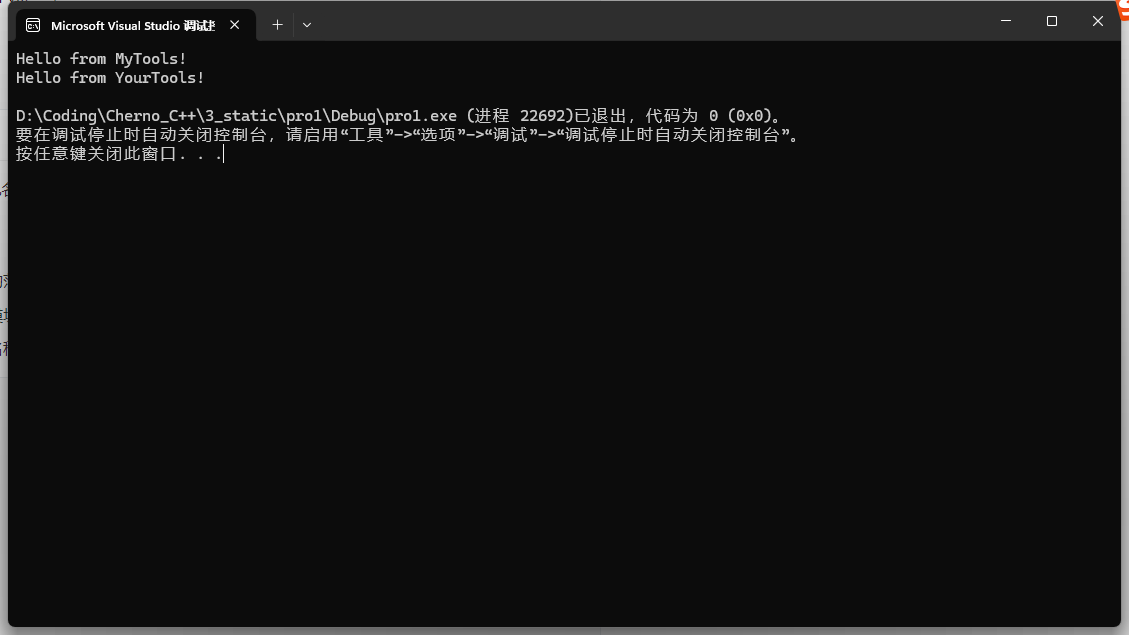 Microsoft Visual Studio 调试
Hello from MyTools!
Hello from YourTools!
D:\Coding\Cherno_C++\3_static\pro1\Debug\pro1.exe (进程 22692)已退出，代码为 0 (0x0)。
要在调试停止时自动关闭控制台，请启用“工具”->“选项”->“调试”->“调试停止时自动关闭控制台”。
按任意键关闭此窗口. . .